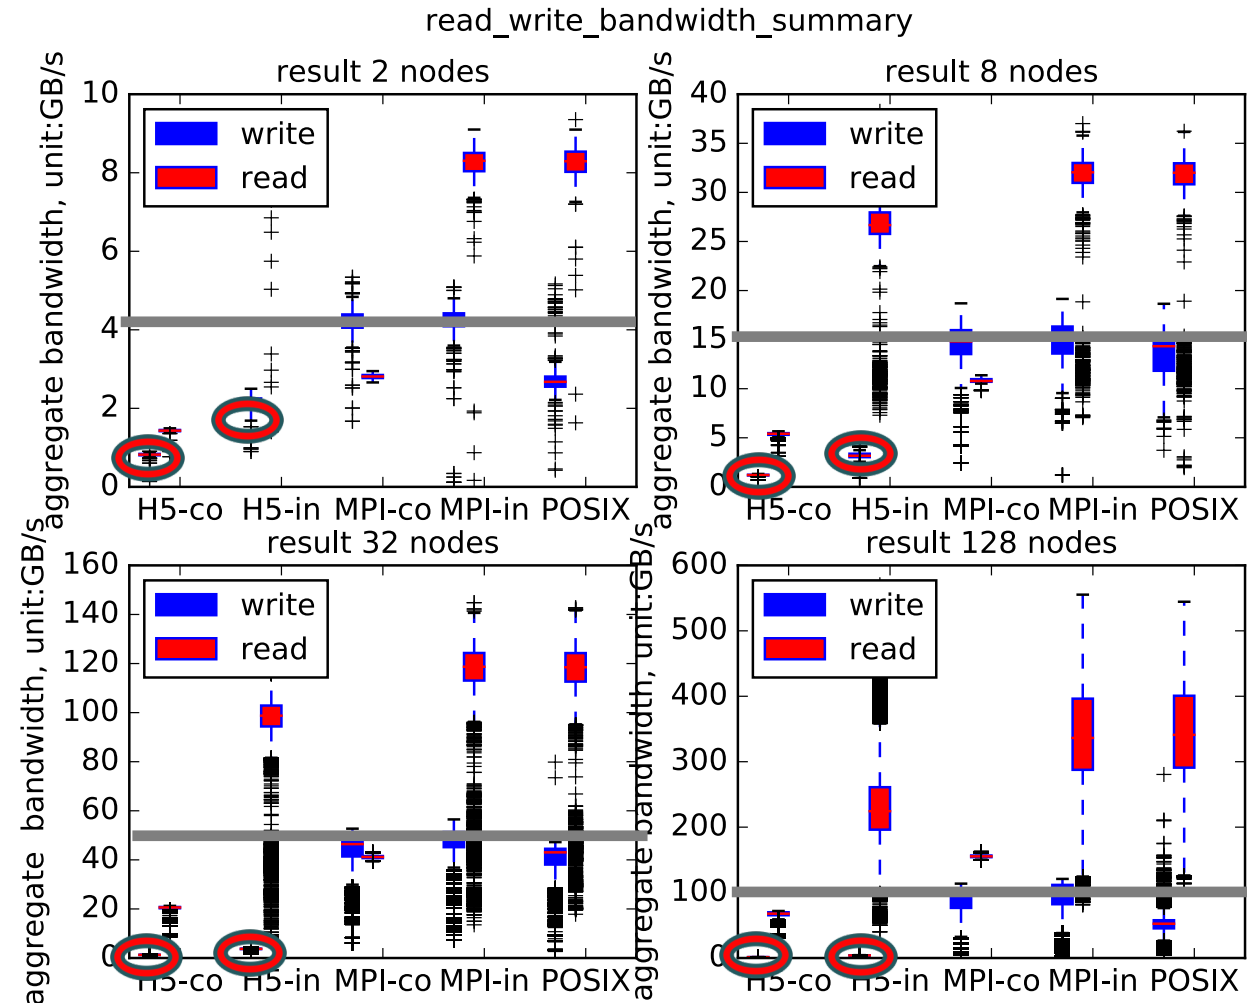 read_write_bandwidth_summary
result 2 nodes
aggregate bandwidth, unit:GB/s
10
8
6
4
2
0
write
read
H5-co H5-in MPI-co MPI-in POSIX
result 8 nodes
aggregate bandwidth, unit:GB/s
40
35
30
25
20
15
10
5
0
write
read
H5-co H5-in MPI-co MPI-in POSIX
result 32 nodes
aggregate bandwidth, unit:GB/s
160
140
120
100
80
60
40
20
0
write
read
H5-co H5-in MPI-co MPI-in POSIX
result 128 nodes
aggregate bandwidth, unit:GB/s
600
500
400
300
200
100
0
write
read
H5-co H5-in MPI-co MPI-in POSIX